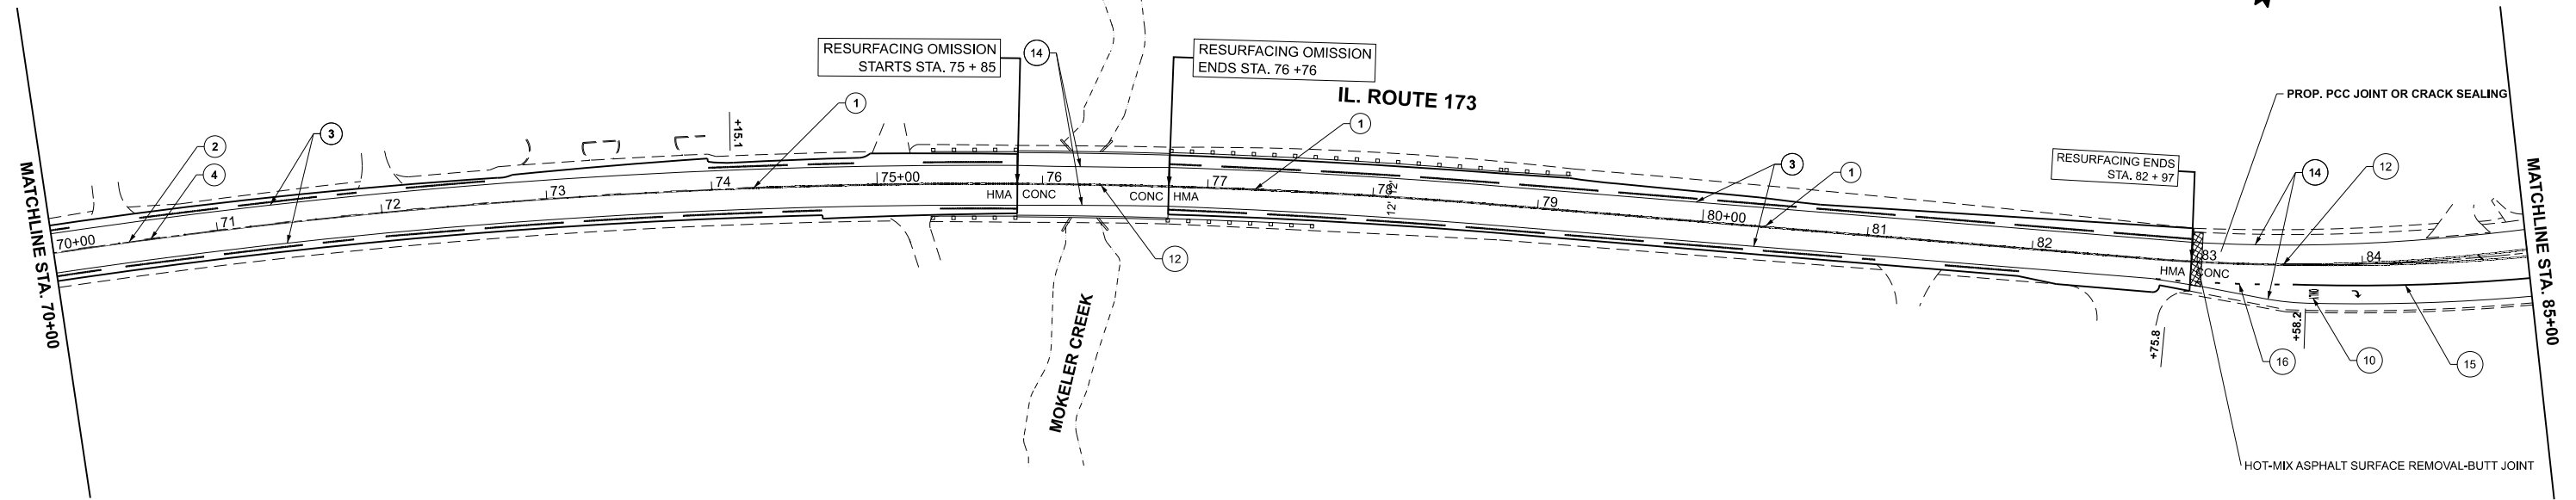 MATCHLINE STA. 70+00
RESURFACING OMISSION
STARTS STA. 75 + 85
14
RESURFACING OMISSION
ENDS STA. 76 +76
IL. ROUTE 173
PROP. PCC JOINT OR CRACK SEALING
1
+15.1
1
2
3
4
3
1
RESURFACING ENDS
STA. 82 + 97
14
12
MATCHLINE STA. 85+00
70+00
71
72
73
74
75+00
76
77
78
79
80+00
81
82
83
84
HMA
CONC
CONC
HMA
12' 12'
HMA
CONC
12
MOKELER CREEK
+75.8
+58.2
16
10
15
HOT-MIX ASPHALT SURFACE REMOVAL-BUTT JOINT